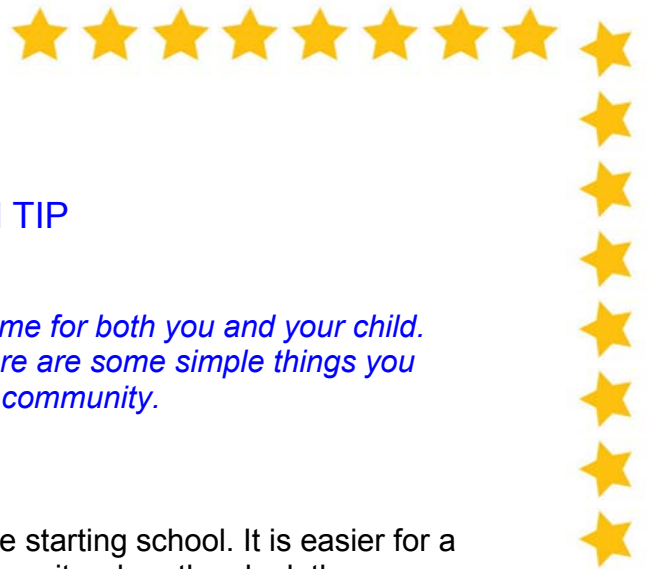 TIP
me for both you and your child.
re are some simple things you
community.
e starting school. It is easier for a